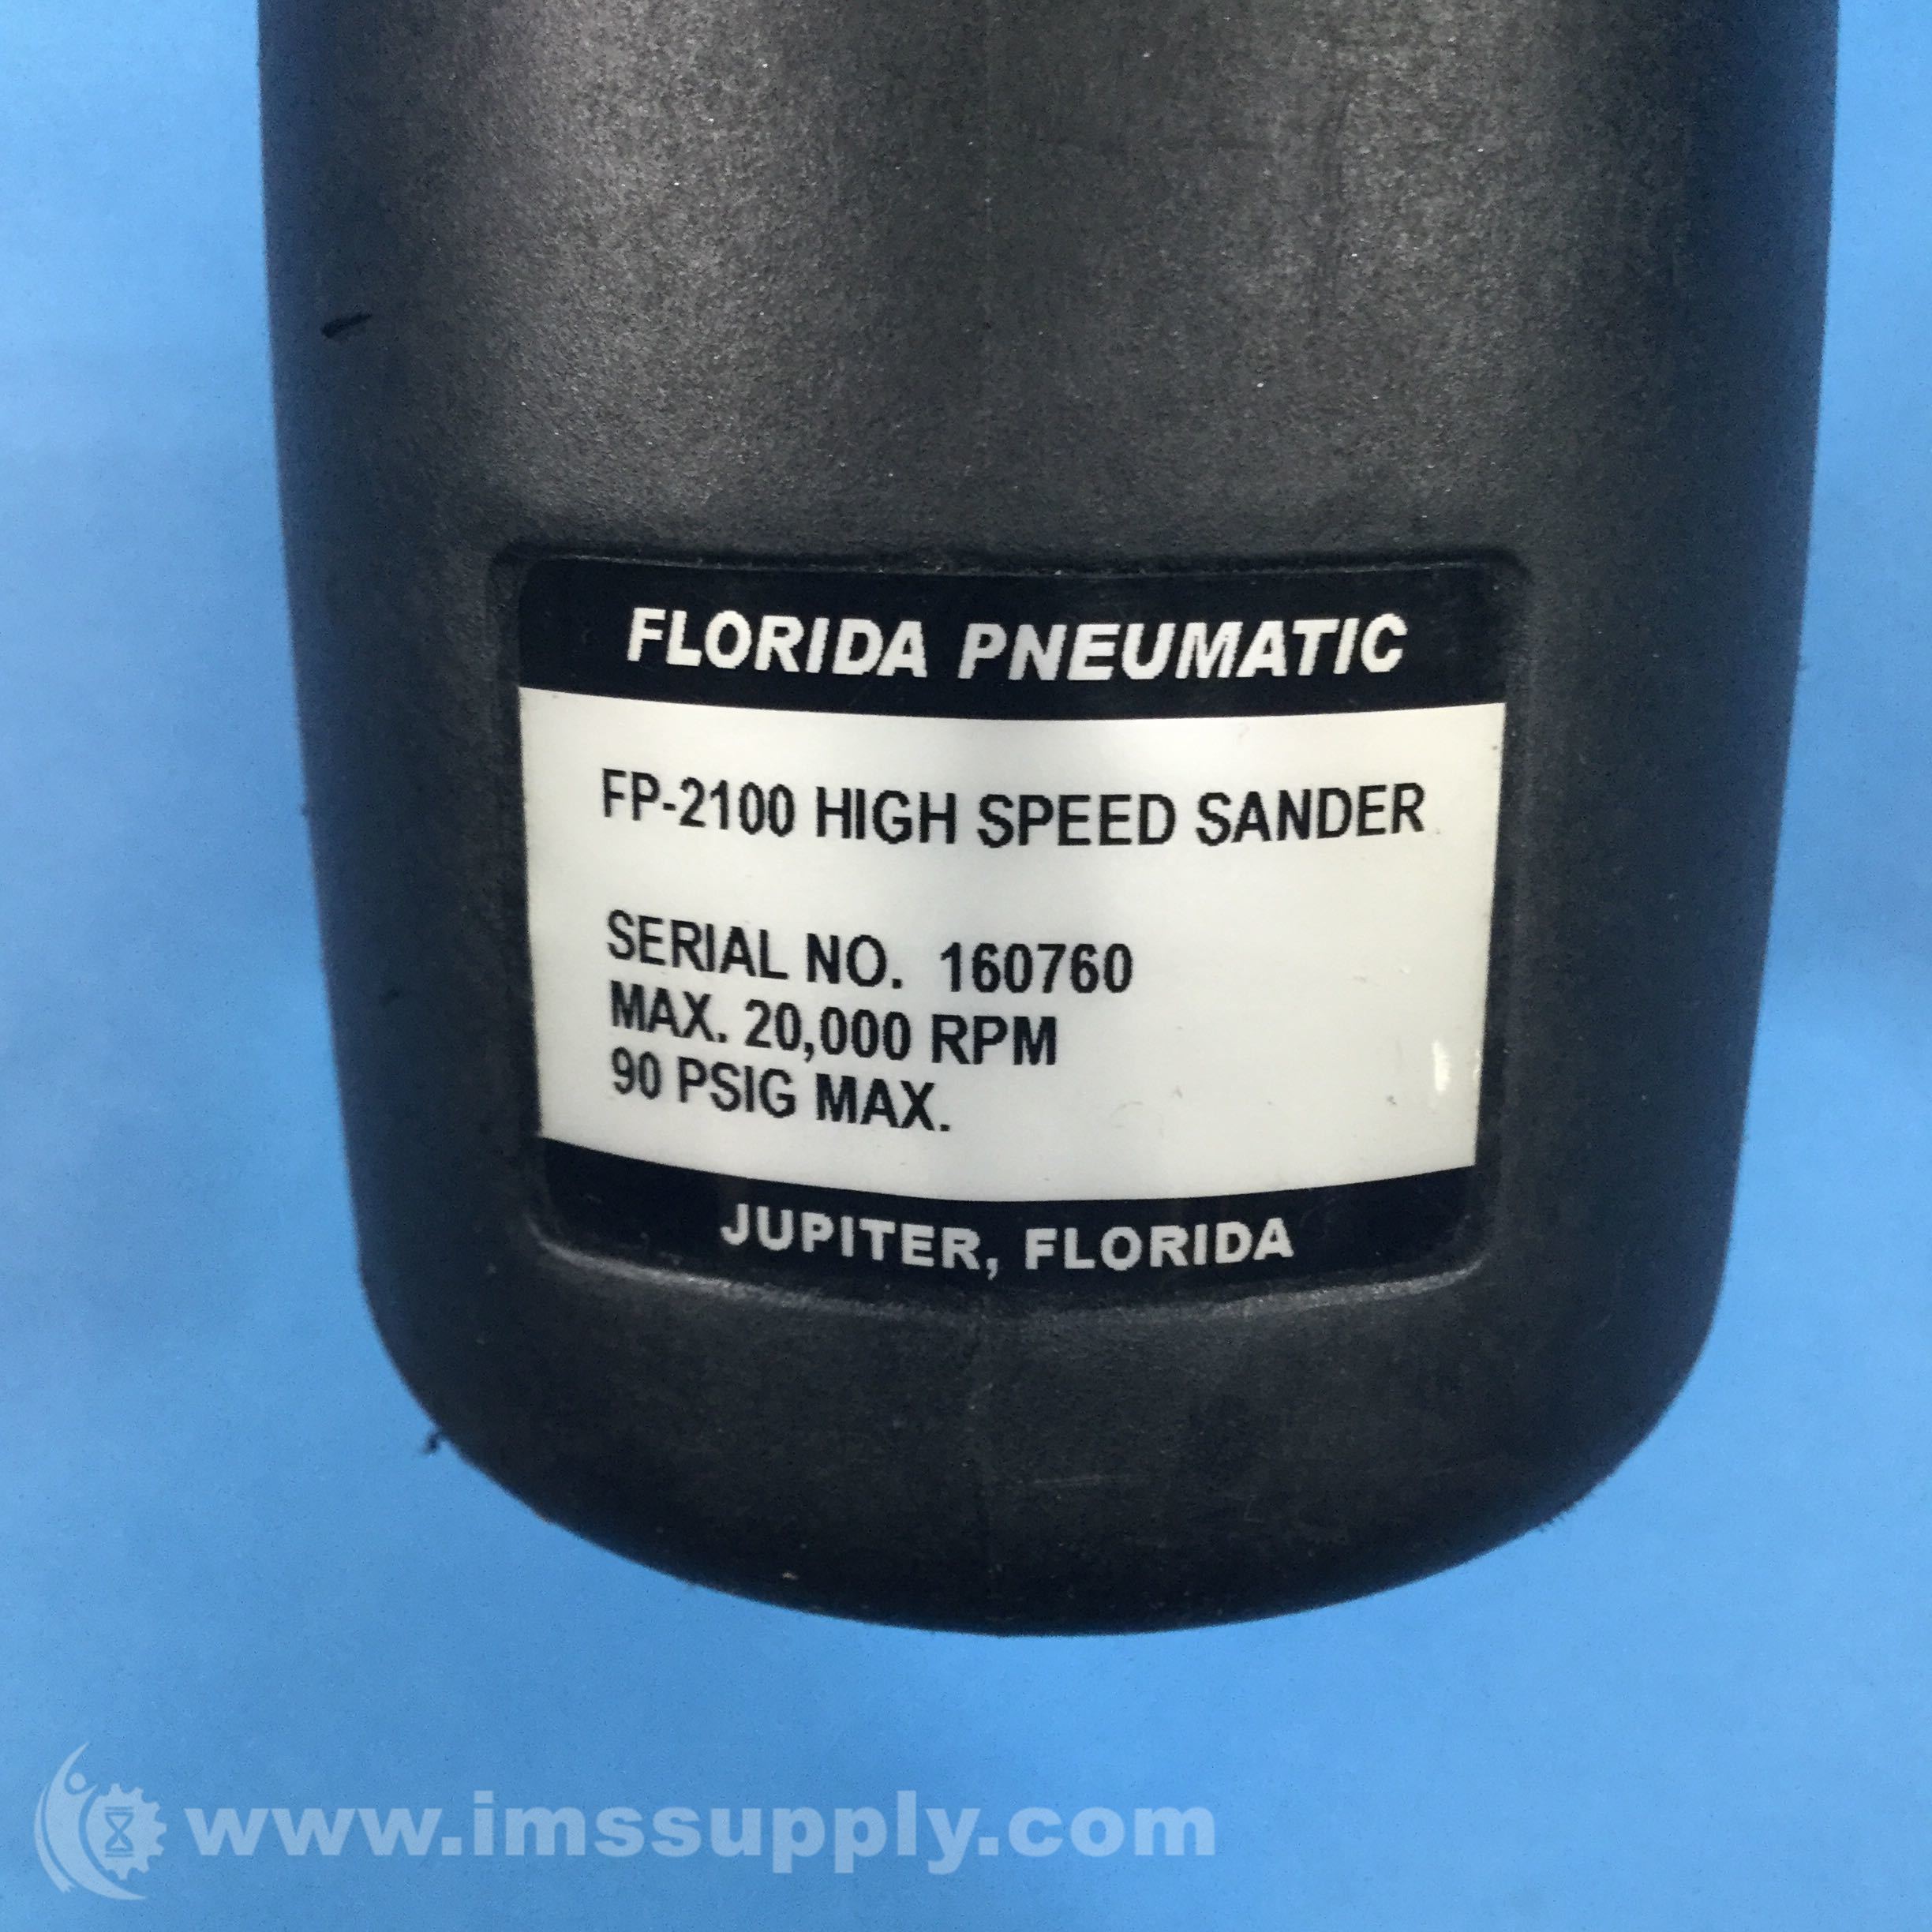 FLORIDA PNEUMATIC
FP-2100 HIGH SPEED SANDER
SERIAL NO. 160760
MAX. 20,000 RPM
90 PSIG MAX.
JUPITER, FLORIDA
www.imssupply.com